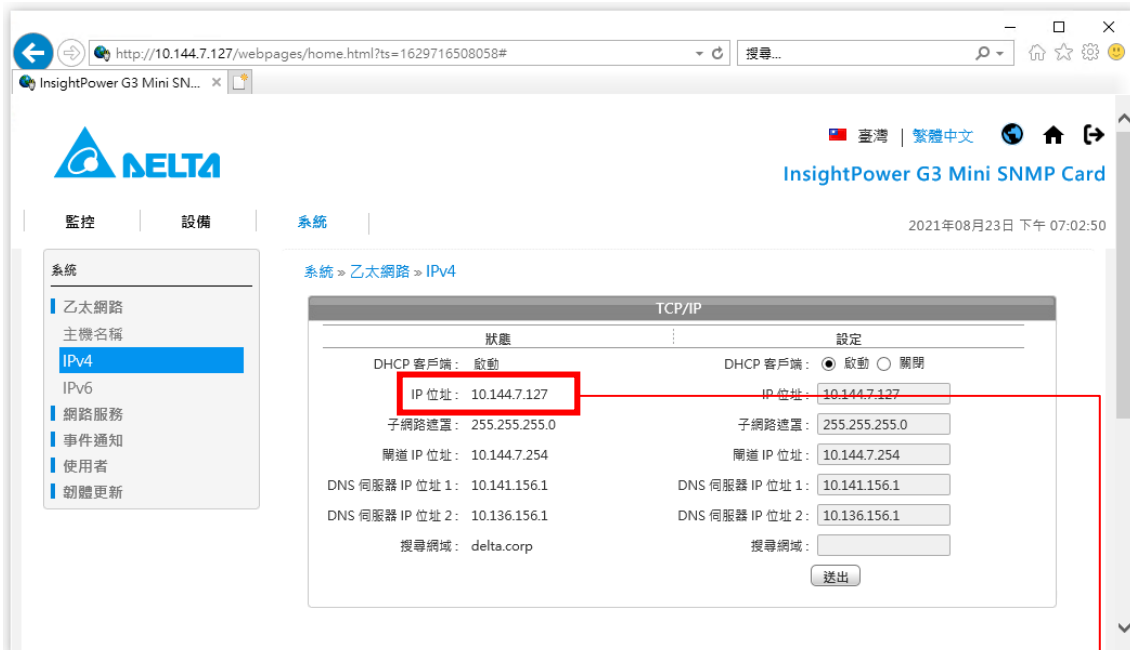 http://10.144.7.127/webpages/home.html?ts=1629716508058#
搜尋...
InsightPower G3 Mini SN...
DELTA
臺灣 | 繁體中文
InsightPower G3 Mini SNMP Card
監控 設備 系統
2021年08月23日 下午 07:02:50
系統
乙太網路
主機名稱
IPv4
IPv6
網路服務
事件通知
使用者
韌體更新
系統 » 乙太網路 » IPv4
TCP/IP
狀態 設定
DHCP 客戶端 : 啟動 DHCP 客戶端 : 啟動 關閉
IP 位址 : 10.144.7.127 IP 位址 : 10.144.7.127
子網路遮罩 : 255.255.255.0 子網路遮罩 : 255.255.255.0
閘道 IP 位址 : 10.144.7.254 閘道 IP 位址 : 10.144.7.254
DNS 伺服器 IP 位址 1 : 10.141.156.1 DNS 伺服器 IP 位址 1 : 10.141.156.1
DNS 伺服器 IP 位址 2 : 10.136.156.1 DNS 伺服器 IP 位址 2 : 10.136.156.1
搜尋網域 : delta.corp 搜尋網域 :
送出